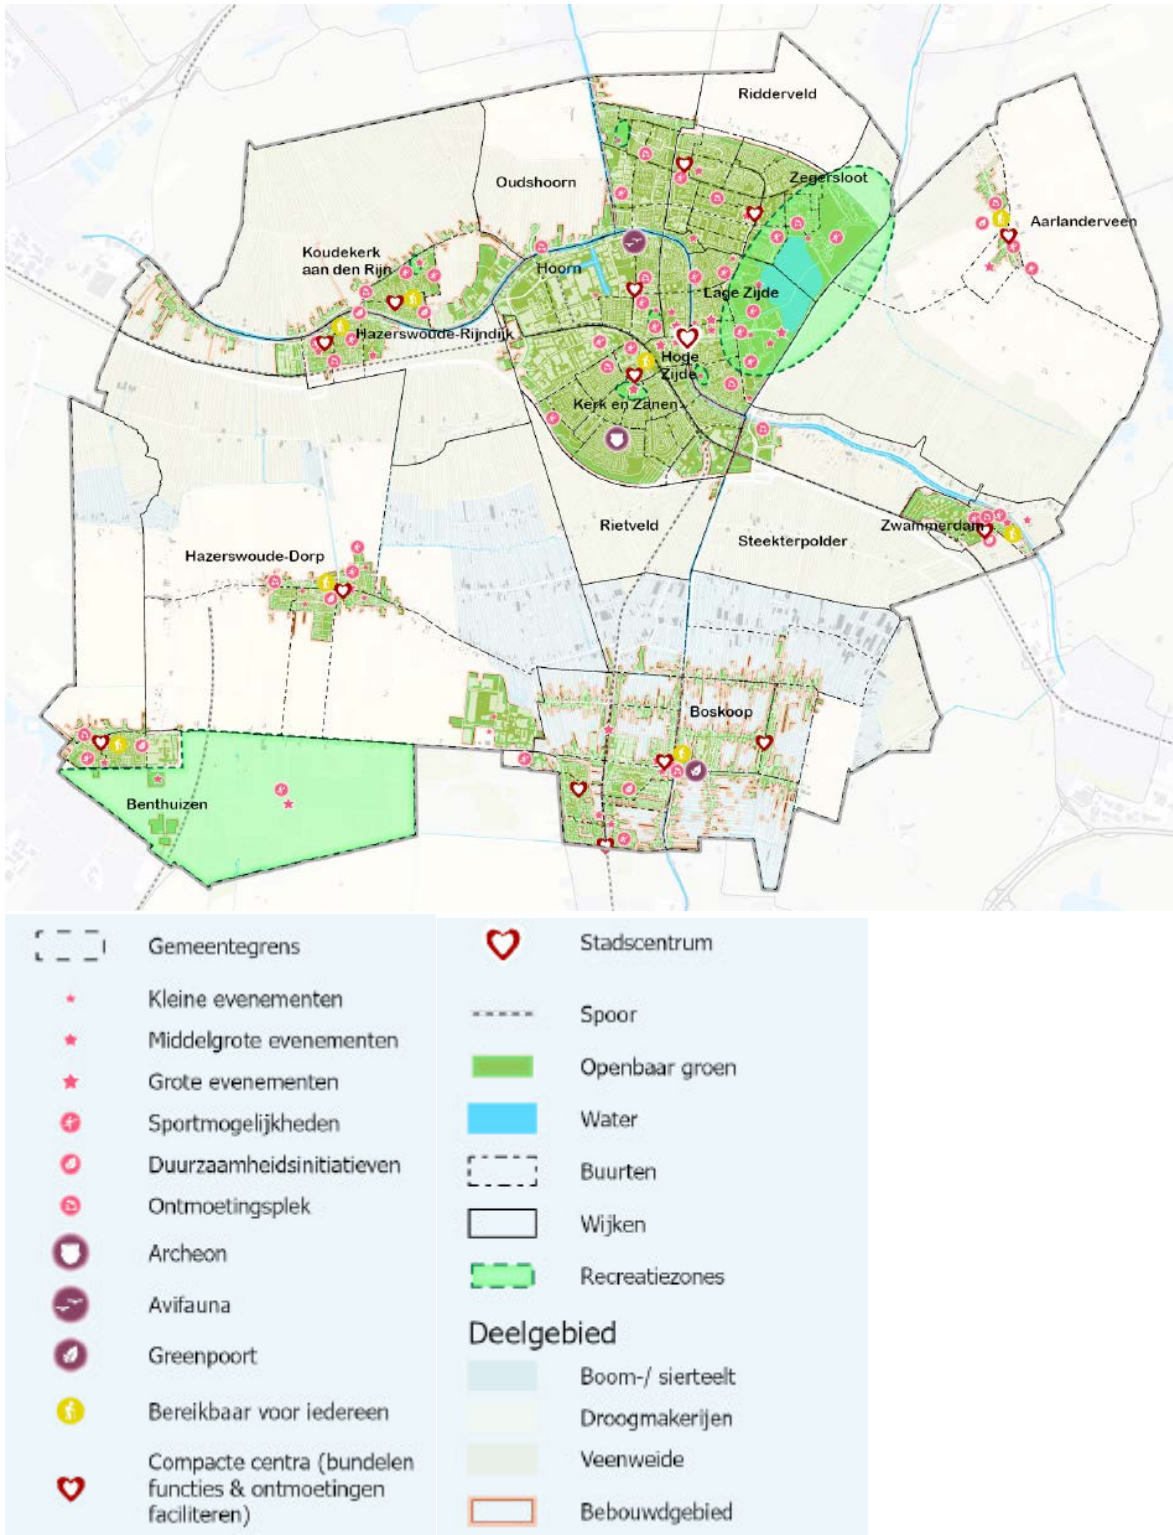 Ridderveld
Zegersloot
Oudshoorn
Aarlanderveen
Koudekerk
aan den Rijn
Hoorn
Lage Zijde
Hazerswoude-Rijndijk
Hoge
Zijde
Kerk en Zanen
Rietveld
Zwammerdam
Steekterpolder
Hazerswoude-Dorp
Boskoop
Benthuizen
Gemeentegrens
Kleine evenementen
Middelgrote evenementen
Grote evenementen
Sportmogelijkheden
Duurzaamheidsinitiatieven
Ontmoetingsplek
Archeon
Avifauna
Greenpoort
Bereikbaar voor iedereen
Compacte centra (bundelen
functies & ontmoetingen
faciliteren)
Stadscentrum
Spoor
Openbaar groen
Water
Buurten
Wijken
Recreatiezones
Deelgebied
Boom-/ sierteelt
Droogmakerijen
Veenweide
Bebouwdgebied